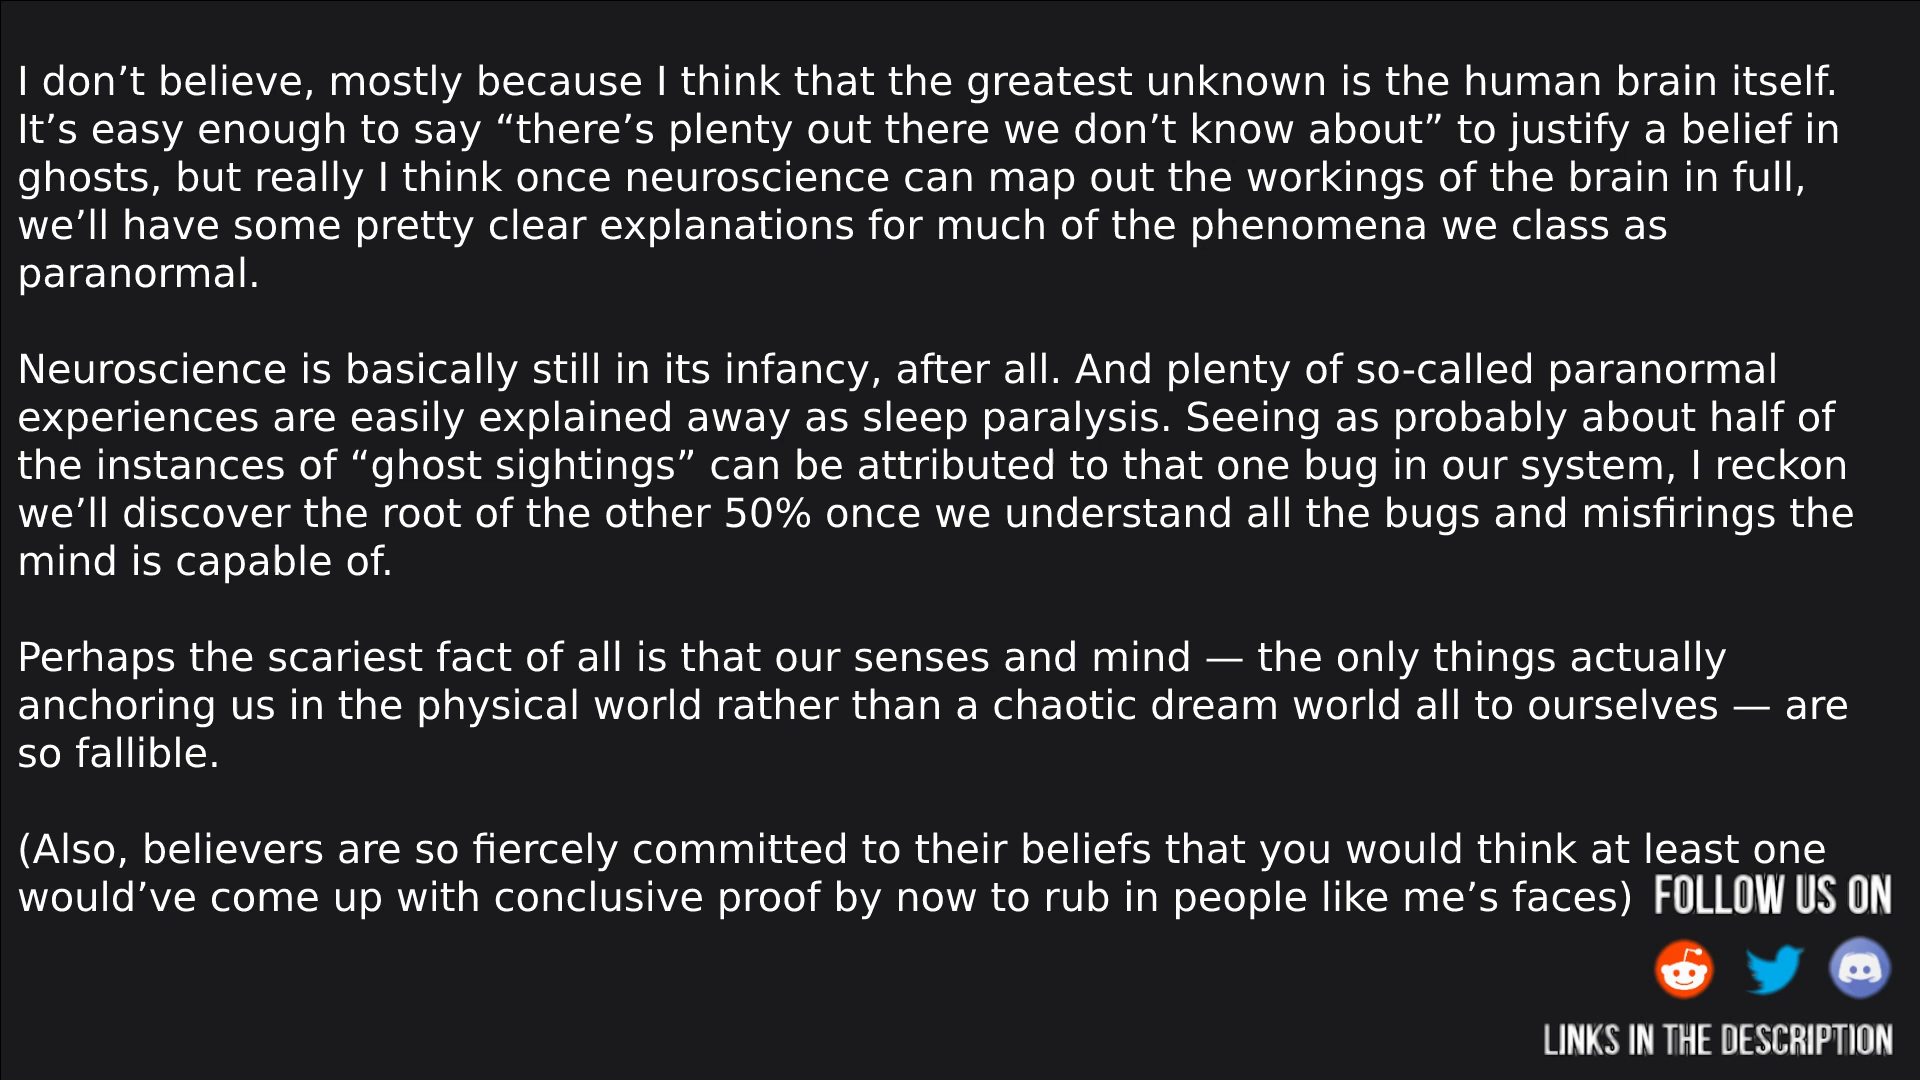 I don’t believe, mostly because I think that the greatest unknown is the human brain itself.
It’s easy enough to say “there’s plenty out there we don’t know about” to justify a belief in
ghosts, but really I think once neuroscience can map out the workings of the brain in full,
we’ll have some pretty clear explanations for much of the phenomena we class as
paranormal.
Neuroscience is basically still in its infancy, after all. And plenty of so-called paranormal
experiences are easily explained away as sleep paralysis. Seeing as probably about half of
the instances of “ghost sightings” can be attributed to that one bug in our system, I reckon
we’ll discover the root of the other 50% once we understand all the bugs and misfirings the
mind is capable of.
Perhaps the scariest fact of all is that our senses and mind — the only things actually
anchoring us in the physical world rather than a chaotic dream world all to ourselves — are
so fallible.
(Also, believers are so fiercely committed to their beliefs that you would think at least one
would’ve come up with conclusive proof by now to rub in people like me’s faces)
FOLLOW US ON
LINKS IN THE DESCRIPTION